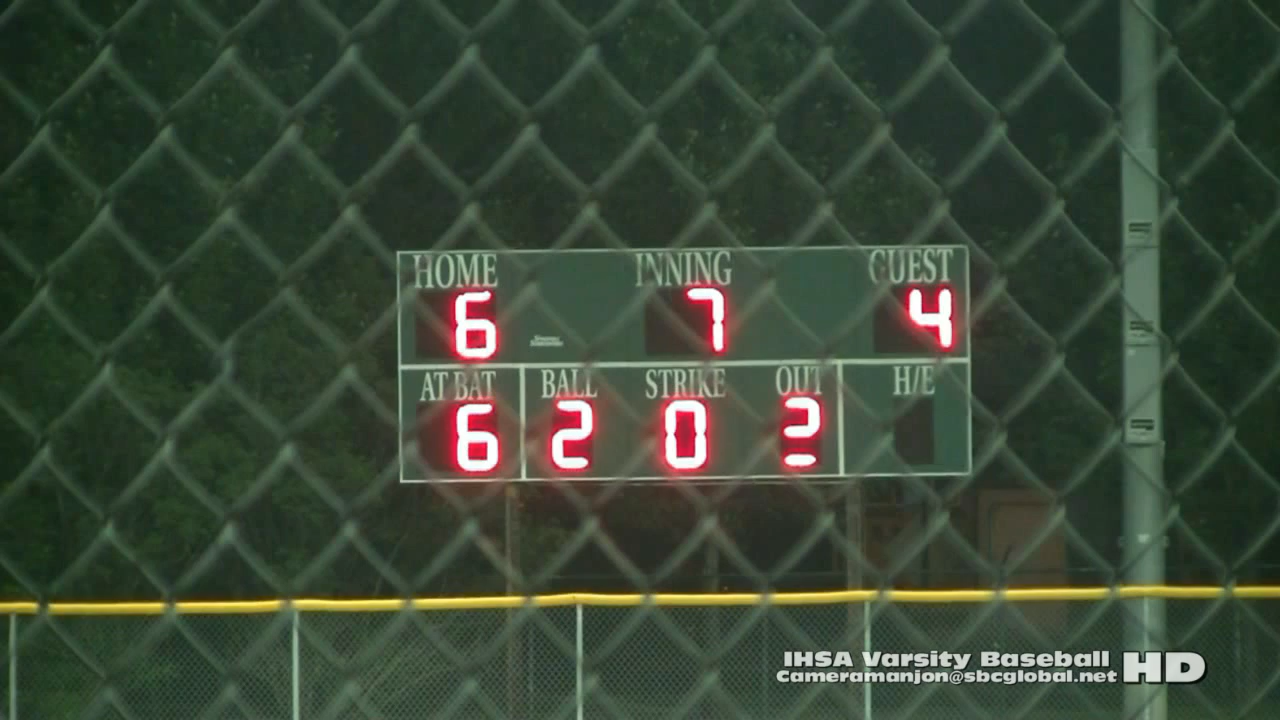 HOME INNING GUEST
6 7 4
AT BAT BALL STRIKE OUT H/E
6 2 0 2
IHSA Varsity Baseball HD
Cameramanjon@sbcglobal.net